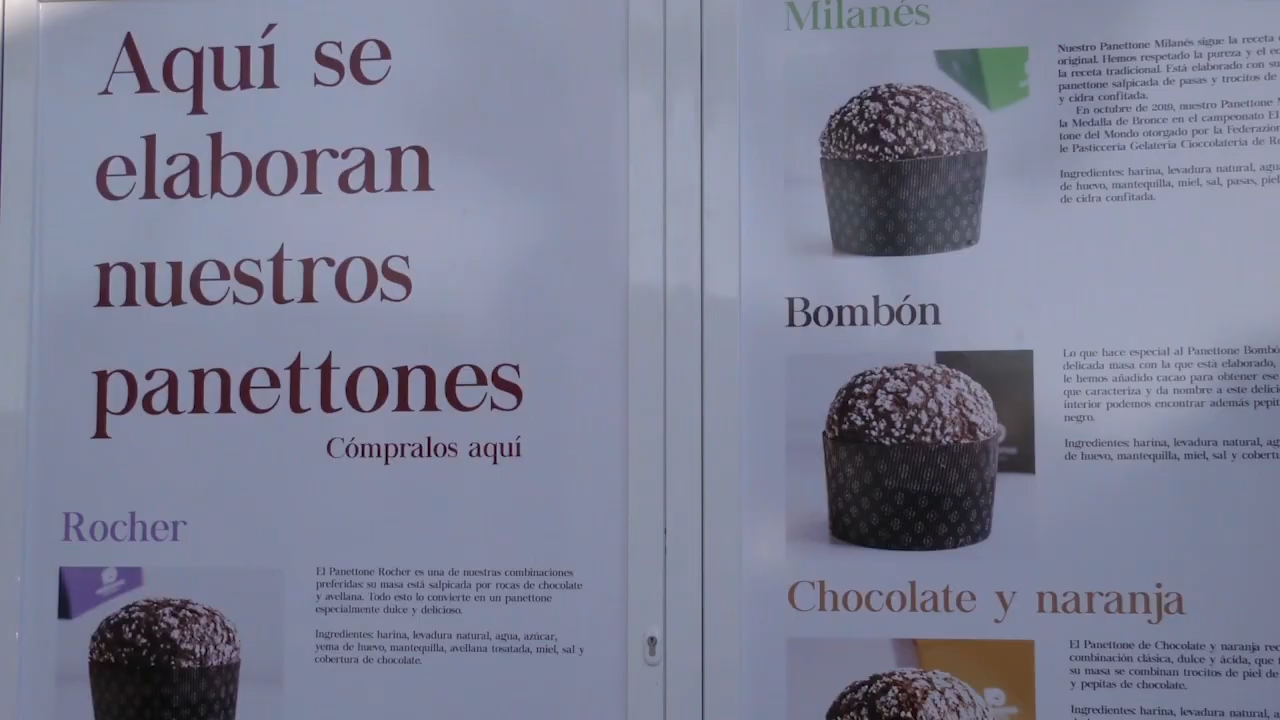 Aquí se
elaboran
nuestros
panettones
Cómpralos aquí
Rocher
El Panettone Rocher es una de nuestras combinaciones
preferidas: su masa está salpicada por rocas de chocolate
y avellana. Todo esto lo convierte en un panettone
especialmente dulce y delicioso.
Ingredientes: harina, levadura natural, agua, azúcar,
yema de huevo, mantequilla, avellana tosatada, miel, sal y
cobertura de chocolate.
Milanés
Nuestro Panettone Milanés sigue la receta
original. Hemos respetado la pureza y el
la receta tradicional. Está elaborado con
panettone salpicada de pasas y trocitos de
y cidra confitada.
En octubre de 2019, nuestro Panettone
la Medalla de Bronce en el campeonato
tone del Mondo otorgado por la
le Pasticceria Gelateria Cioccolateria de
Ingredientes: harina, levadura natural,
de huevo, mantequilla, miel, sal, pasas,
de cidra confitada.
Bombón
Lo que hace especial al Panettone
delicada masa con la que està elaborado,
le hemos añadido cacao para obtener ese
que caracteriza y da nombre a este
interior podemos encontrar además
negro.
Ingredientes: harina, levadura natural,
de huevo, mantequilla, miel, sal y
Chocolate y naranja
El Panettone de Chocolate y naranja
combinación clásica, dulce y ácida, que
su masa se combinan trocitos de piel de
y pepitas de chocolate.
Ingredientes: harina, levadura natural,